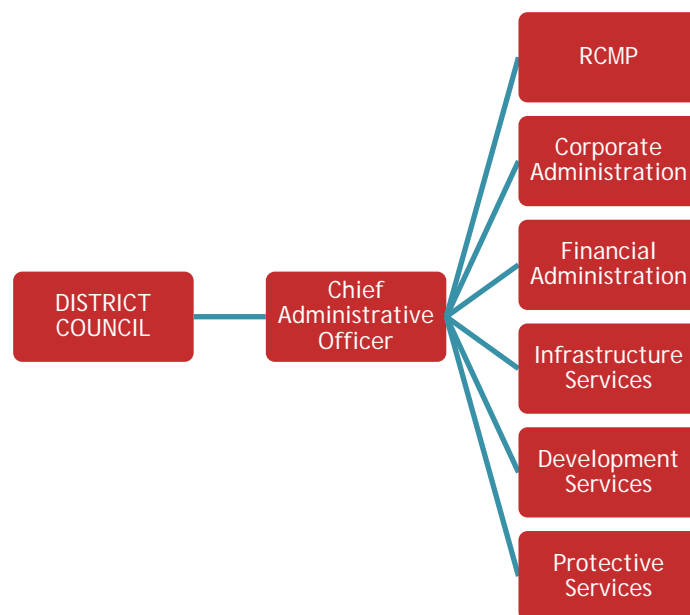 DISTRICT
COUNCIL
Chief
Administrative
Officer
RCMP
Corporate
Administration
Financial
Administration
Infrastructure
Services
Development
Services
Protective
Services